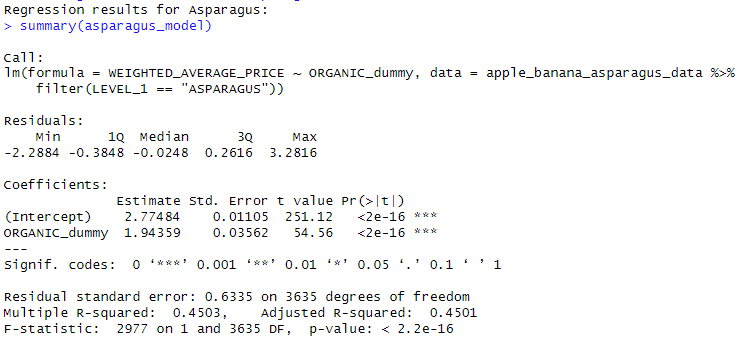 Regression results for Asparagus:
> summary(asparagus_model)
Call:
lm(formula = WEIGHTED_AVERAGE_PRICE ~ ORGANIC_dummy, data = apple_banana_asparagus_data %>%
    filter(LEVEL_1 == "ASPARAGUS"))
Residuals:
    Min      1Q  Median      3Q     Max
-2.2884 -0.3848 -0.0248  0.2616  3.2816
Coefficients:
              Estimate Std. Error t value Pr(>|t|)
(Intercept)    2.77484    0.01105  251.12   <2e-16 ***
ORGANIC_dummy  1.94359    0.03562   54.56   <2e-16 ***
---
Signif. codes:  0 ‘***’ 0.001 ‘**’ 0.01 ‘*’ 0.05 ‘.’ 0.1 ‘ ’ 1
Residual standard error: 0.6335 on 3635 degrees of freedom
Multiple R-squared:  0.4503,    Adjusted R-squared:  0.4501
F-statistic:  2977 on 1 and 3635 DF,  p-value: < 2.2e-16